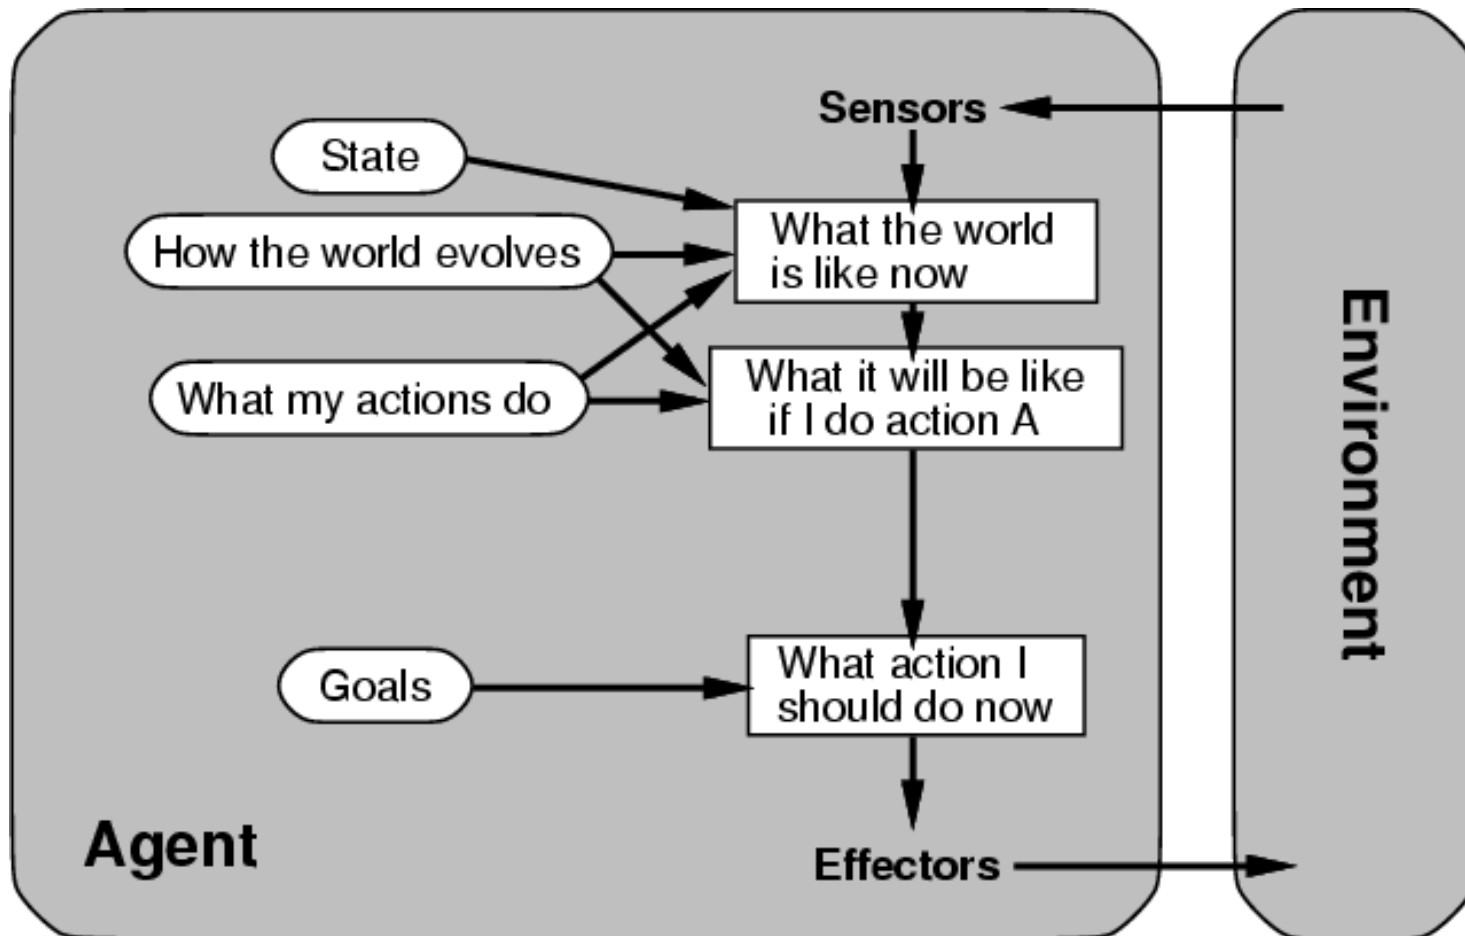 Sensors
State
What the world
is like now
How the world evolves
What it will be like
if I do action A
What my actions do
What action I
should do now
Goals
Agent
Effectors
Environment